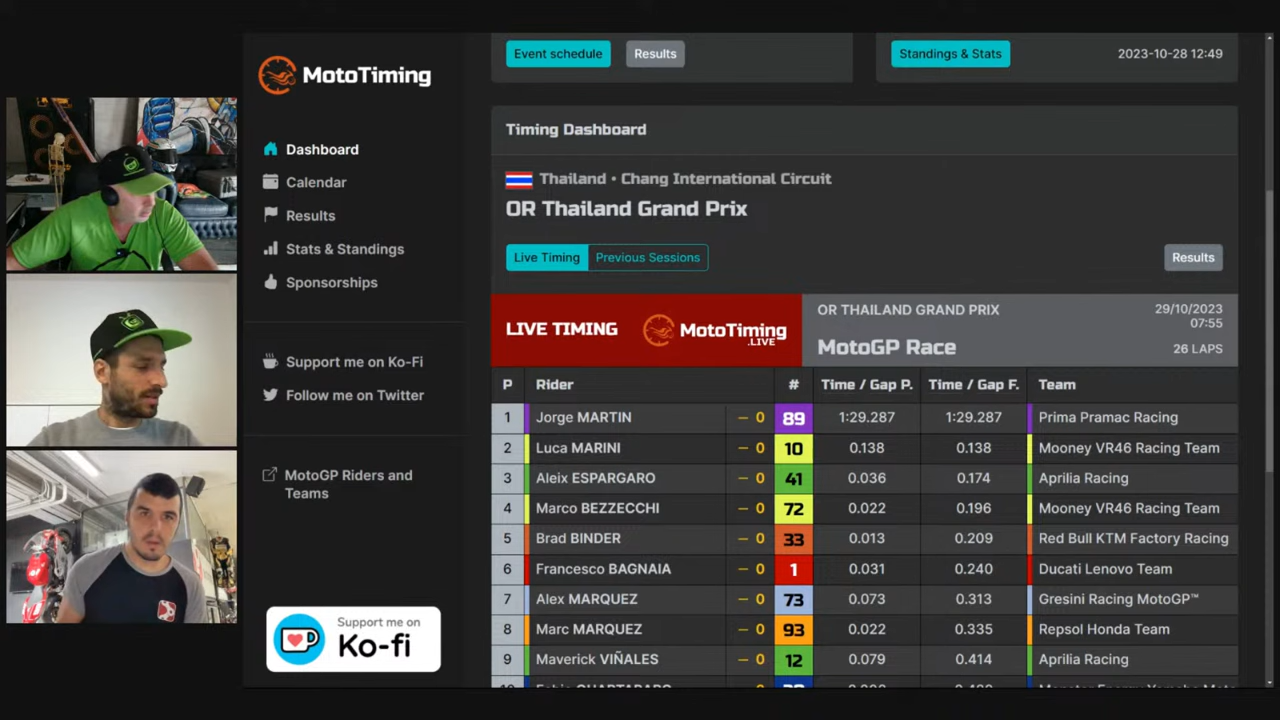 MotoTiming
Dashboard
Calendar
Results
Stats & Standings
Sponsorships
Support me on Ko-Fi
Follow me on Twitter
MotoGP Riders and
Teams
Support me on
Ko-fi
Event schedule Results
Standings & Stats 2023-10-28 12:49
Timing Dashboard
Thailand • Chang International Circuit
OR Thailand Grand Prix
Live Timing Previous Sessions Results
LIVE TIMING MotoTiming .LIVE
OR THAILAND GRAND PRIX 29/10/2023
07:55
MotoGP Race 26 LAPS
P Rider # Time / Gap P. Time / Gap F. Team
1 Jorge MARTIN – 0 89 1:29.287 1:29.287 Prima Pramac Racing
2 Luca MARINI – 0 10 0.138 0.138 Mooney VR46 Racing Team
3 Aleix ESPARGARO – 0 41 0.036 0.174 Aprilia Racing
4 Marco BEZZECCHI – 0 72 0.022 0.196 Mooney VR46 Racing Team
5 Brad BINDER – 0 33 0.013 0.209 Red Bull KTM Factory Racing
6 Francesco BAGNAIA – 0 1 0.031 0.240 Ducati Lenovo Team
7 Alex MARQUEZ – 0 73 0.073 0.313 Gresini Racing MotoGP™
8 Marc MARQUEZ – 0 93 0.022 0.335 Repsol Honda Team
9 Maverick VIÑALES – 0 12 0.079 0.414 Aprilia Racing